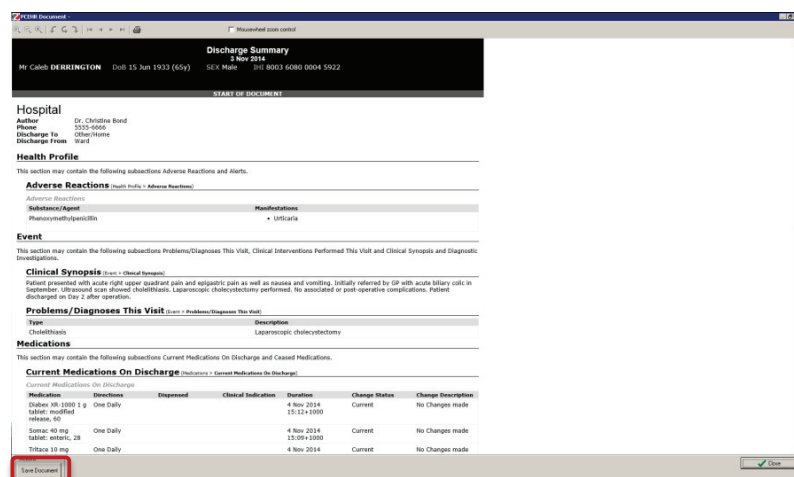 PCEHR Document -
Mousewheel zoom control
Discharge Summary
3 Nov 2014
Mr Caleb DERRINGTON DoB 15 Jun 1933 (65y) SEX Male IHI 8003 6080 0004 5922
START OF DOCUMENT
Hospital
Author Dr. Christine Bond
Phone 5555-6666
Discharge To Other/Home
Discharge From Ward
Health Profile
This section may contain the following subsections Adverse Reactions and Alerts.
Adverse Reactions [Health Profile > Adverse Reactions]
Adverse Reactions
Substance/Agent Manifestations
Phenoxymethylpenicillin • Urticaria
Event
This section may contain the following subsections Problems/Diagnoses This Visit, Clinical Interventions Performed This Visit and Clinical Synopsis and Diagnostic
Investigations.
Clinical Synopsis [Event > Clinical Synopsis]
Patient presented with acute right upper quadrant pain and epigastric pain as well as nausea and vomiting. Initially referred by GP with acute biliary colic in
September. Ultrasound scan showed cholelithiasis. Laparoscopic cholecystectomy performed. No associated or post-operative complications. Patient
discharged on Day 2 after operation.
Problems/Diagnoses This Visit [Event > Problems/Diagnoses This Visit]
Type Description
Cholelithiasis Laparoscopic cholecystectomy
Medications
This section may contain the following subsections Current Medications On Discharge and Ceased Medications.
Current Medications On Discharge [Medications > Current Medications On Discharge]
Current Medications On Discharge
Medication Directions Dispensed Clinical Indication Duration Change Status Change Description
Diabex XR-1000 1 g One Daily 4 Nov 2014 Current No Changes made
tablet: modified 15:12+1000
release, 60
Somac 40 mg One Daily 4 Nov 2014 Current No Changes made
tablet: enteric, 28 15:09+1000
Tritace 10 mg One Daily 4 Nov 2014 Current No Changes made
Save Document Close